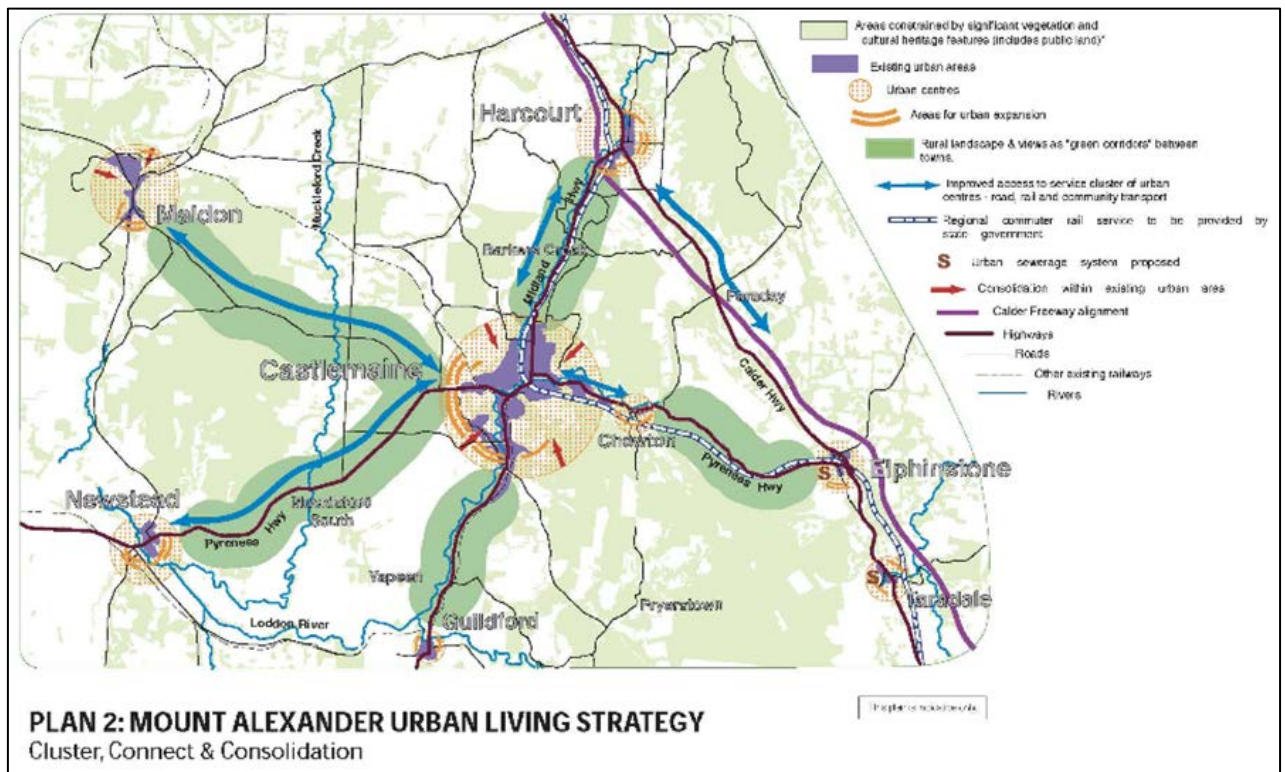 Areas constrained by significant vegetation and
cultural heritage features (includes public land)*
Existing urban areas
Urban centres
Areas for urban expansion
Rural landscape & views as "green corridors" between
towns.
Improved access to service cluster of urban
centres - road, rail and community transport
Regional commuter rail service to be provided by
state government
S Urban sewerage system proposed
Consolidation within existing urban area
Calder Freeway alignment
Highways
Roads
Other existing railways
Rivers
Harcourt
Muckleford Creek
Maldon
Hwy
Barkers Creek
Midland
Faraday
Castlemaine
Calder Hwy
Chewton
Pyrenees Hwy
S
Elphinstone
Newstead
Pyrenees Hwy
South
Yapeen
Fryerstown
S
Taradale
Loddon River
Guildford
This plan is indicative only.
PLAN 2: MOUNT ALEXANDER URBAN LIVING STRATEGY
Cluster, Connect & Consolidation